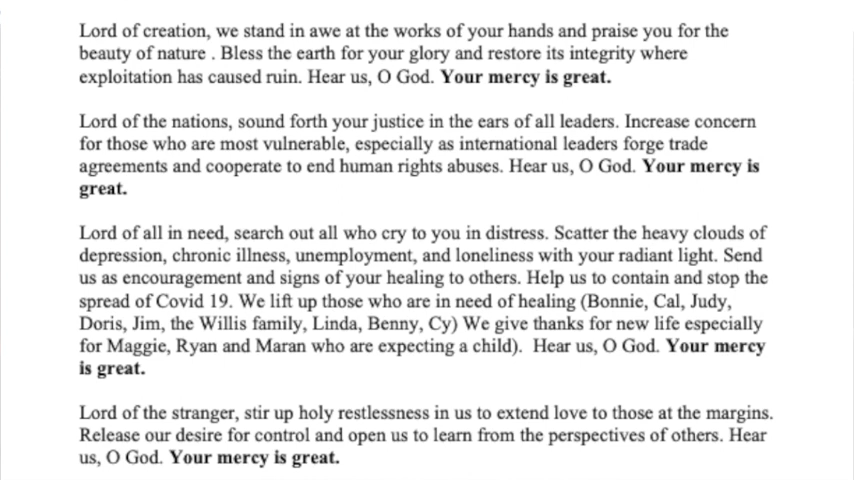 Lord of creation, we stand in awe at the works of your hands and praise you for the
beauty of nature . Bless the earth for your glory and restore its integrity where
exploitation has caused ruin. Hear us, O God. Your mercy is great.
Lord of the nations, sound forth your justice in the ears of all leaders. Increase concern
for those who are most vulnerable, especially as international leaders forge trade
agreements and cooperate to end human rights abuses. Hear us, O God. Your mercy is
great.
Lord of all in need, search out all who cry to you in distress. Scatter the heavy clouds of
depression, chronic illness, unemployment, and loneliness with your radiant light. Send
us as encouragement and signs of your healing to others. Help us to contain and stop the
spread of Covid 19. We lift up those who are in need of healing (Bonnie, Cal, Judy,
Doris, Jim, the Willis family, Linda, Benny, Cy) We give thanks for new life especially
for Maggie, Ryan and Maran who are expecting a child). Hear us, O God. Your mercy
is great.
Lord of the stranger, stir up holy restlessness in us to extend love to those at the margins.
Release our desire for control and open us to learn from the perspectives of others. Hear
us, O God. Your mercy is great.